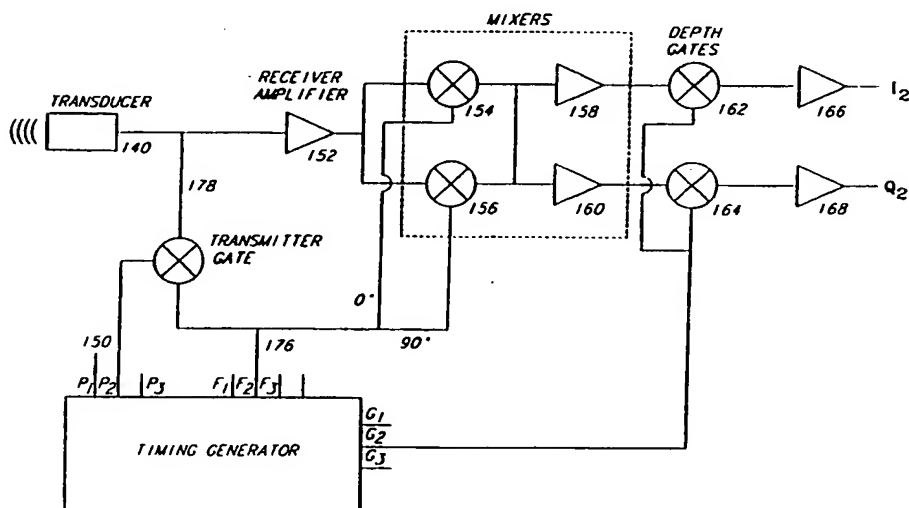 MIXERS
DEPTH
GATES
RECEIVER
AMPLIFIER
TRANSDUCER
154
158
162
166
I2
140
152
178
156
160
164
168
Q2
TRANSMITTER
GATE
0°
90°
150
176
P1 P2 P3 F1 F2 F3
G1
G2
G3
TIMING GENERATOR